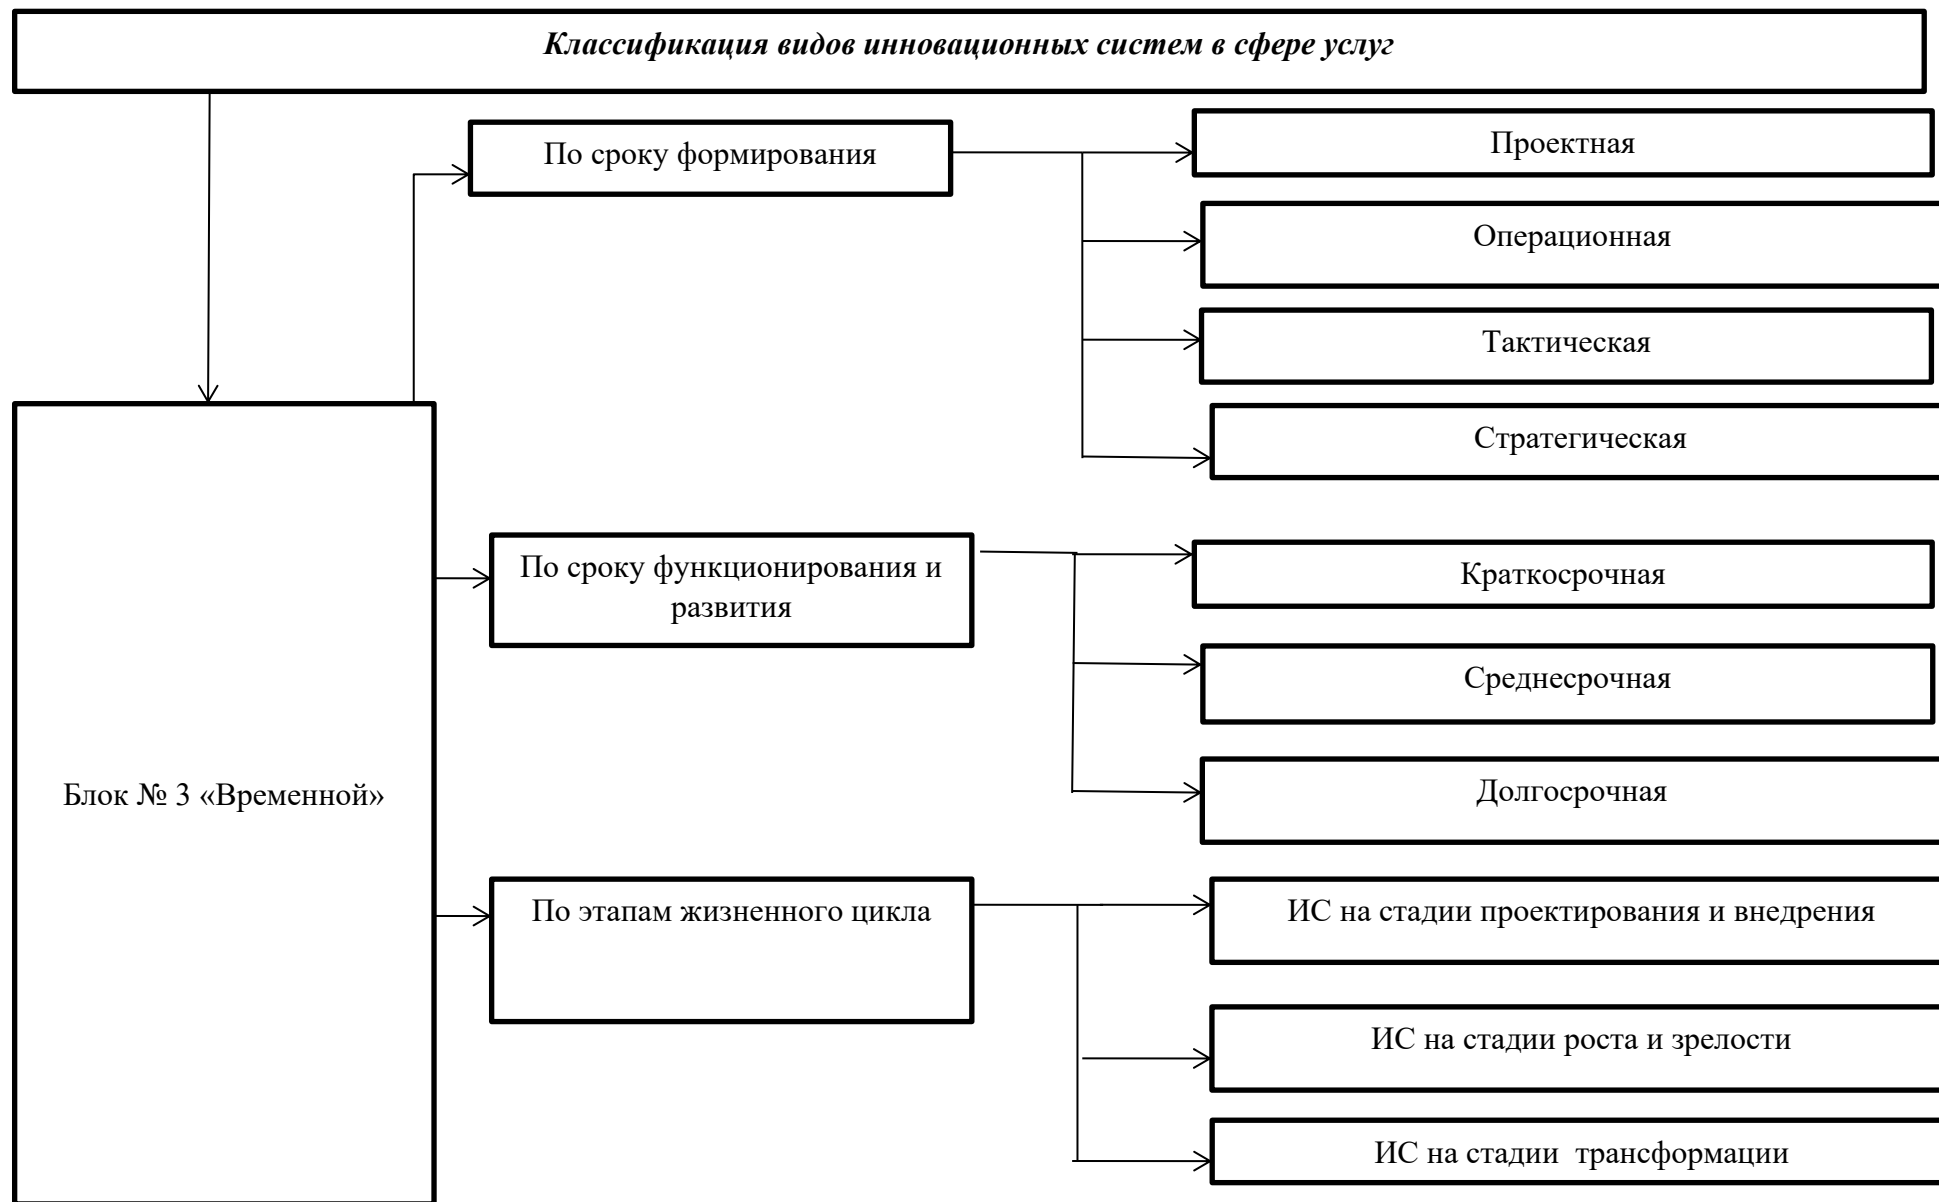 Классификация видов инновационных систем в сфере услуг
По сроку формирования
Проектная
Операционная
Тактическая
Стратегическая
Блок № 3 «Временной»
По сроку функционирования и
развития
Краткосрочная
Среднесрочная
Долгосрочная
По этапам жизненного цикла
ИС на стадии проектирования и внедрения
ИС на стадии роста и зрелости
ИС на стадии  трансформации